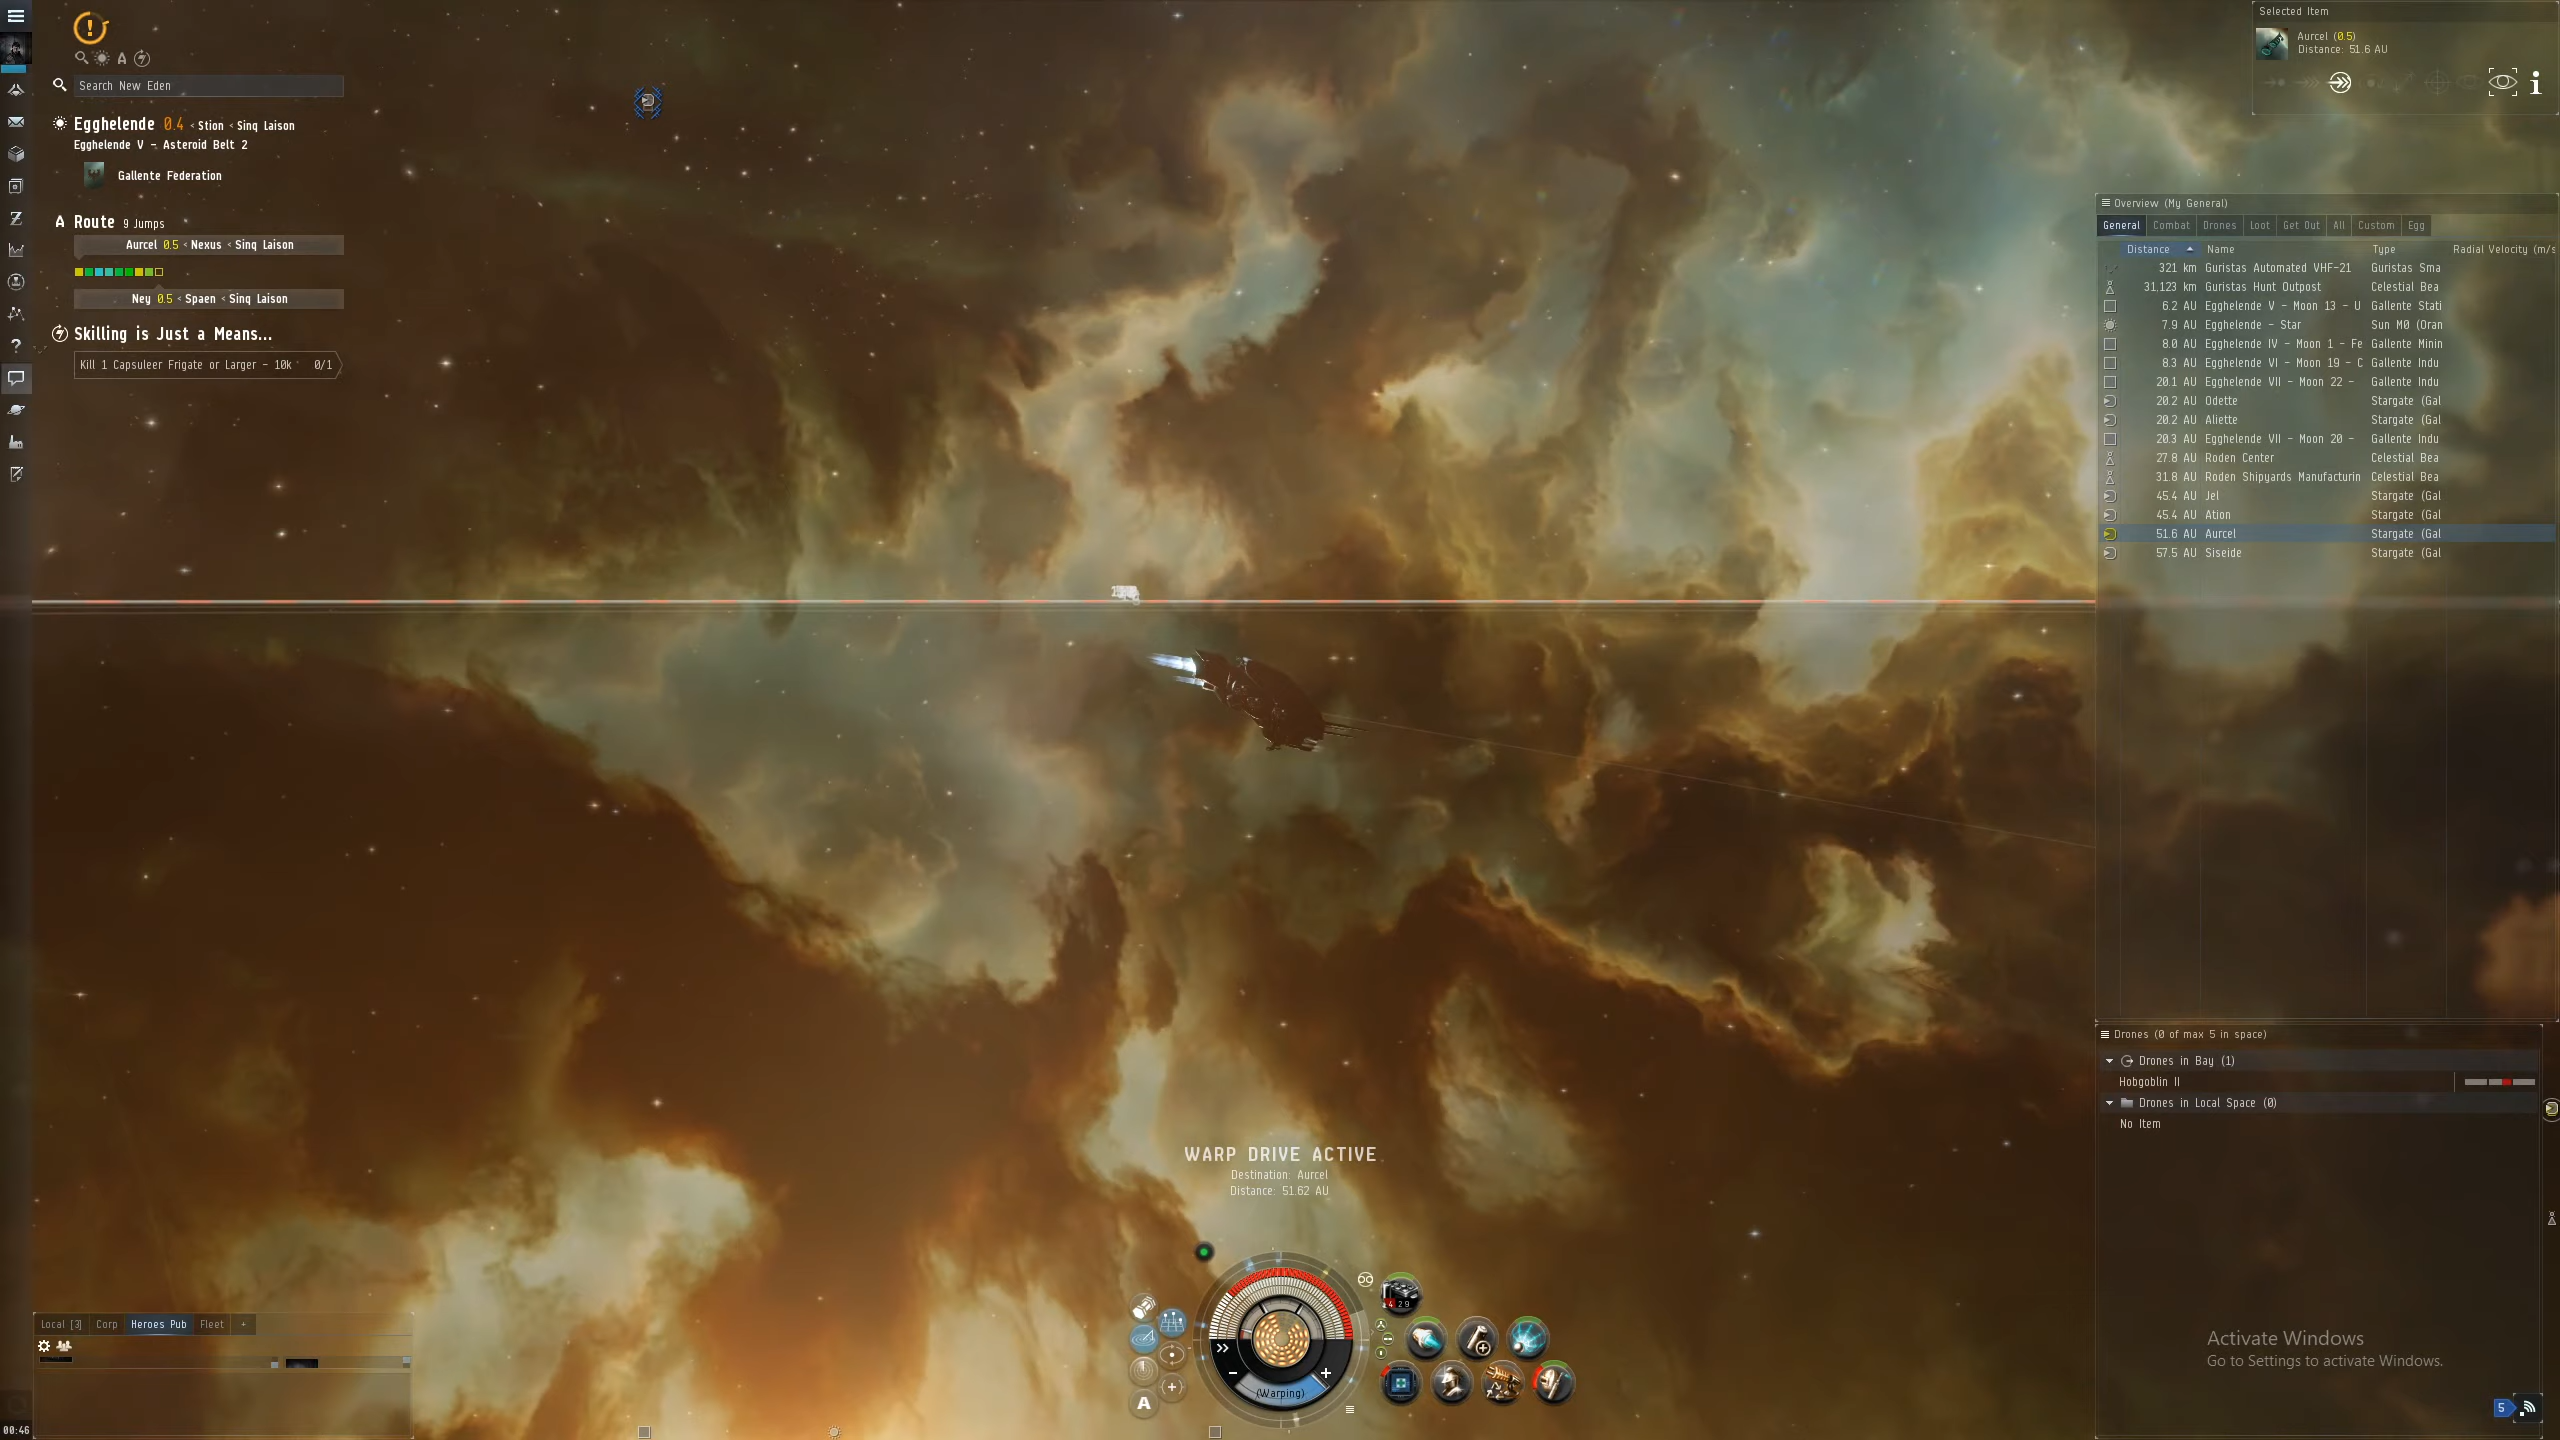 Search New Eden
Egghelende 0.4 < Stion < Sinq Laison
Egghelende V - Asteroid Belt 2
Gallente Federation
A Route 9 Jumps
Aurcel 0.5 < Nexus < Sinq Laison
Ney 0.5 < Spaen < Sinq Laison
Skilling is Just a Means...
Kill 1 Capsuleer Frigate or Larger - 10k 0/1
Selected Item
Aurcel (0.5)
Distance: 51.6 AU
Overview (My General)
General Combat Drones Loot Get Out All Custom Egg
Distance Name Type Radial Velocity (m/s
321 km Guristas Automated VHF-21 Guristas Sma
31,123 km Guristas Hunt Outpost Celestial Bea
6.2 AU Egghelende V - Moon 13 - U Gallente Stati
7.9 AU Egghelende - Star Sun M0 (Oran
8.0 AU Egghelende IV - Moon 1 - Fe Gallente Minin
8.3 AU Egghelende VI - Moon 19 - C Gallente Indu
20.1 AU Egghelende VII - Moon 22 - Gallente Indu
20.2 AU Odette Stargate (Gal
20.2 AU Aliette Stargate (Gal
20.3 AU Egghelende VII - Moon 20 - Gallente Indu
27.8 AU Roden Center Celestial Bea
31.8 AU Roden Shipyards Manufacturin Celestial Bea
45.4 AU Jel Stargate (Gal
45.4 AU Ation Stargate (Gal
51.6 AU Aurcel Stargate (Gal
57.5 AU Siseide Stargate (Gal
Drones (0 of max 5 in space)
Drones in Bay (1)
Hobgoblin II
Drones in Local Space (0)
No Item
WARP DRIVE ACTIVE
Destination: Aurcel
Distance: 51.62 AU
(Warping)
A
Local [3] Corp Heroes Pub Fleet +
Activate Windows
Go to Settings to activate Windows.
5
00:46